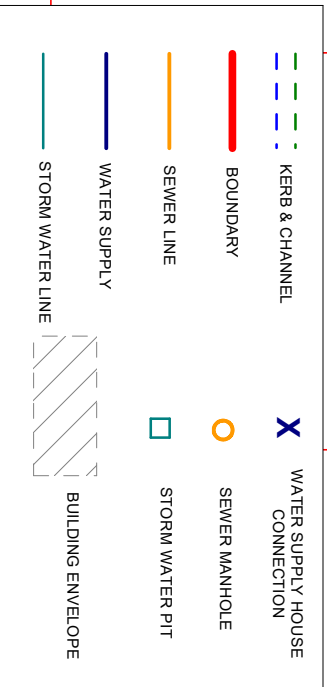 KERB & CHANNEL
BOUNDARY
SEWER LINE
WATER SUPPLY
STORM WATER LINE
X
WATER SUPPLY HOUSE
CONNECTION
SEWER MANHOLE
STORM WATER PIT
BUILDING ENVELOPE